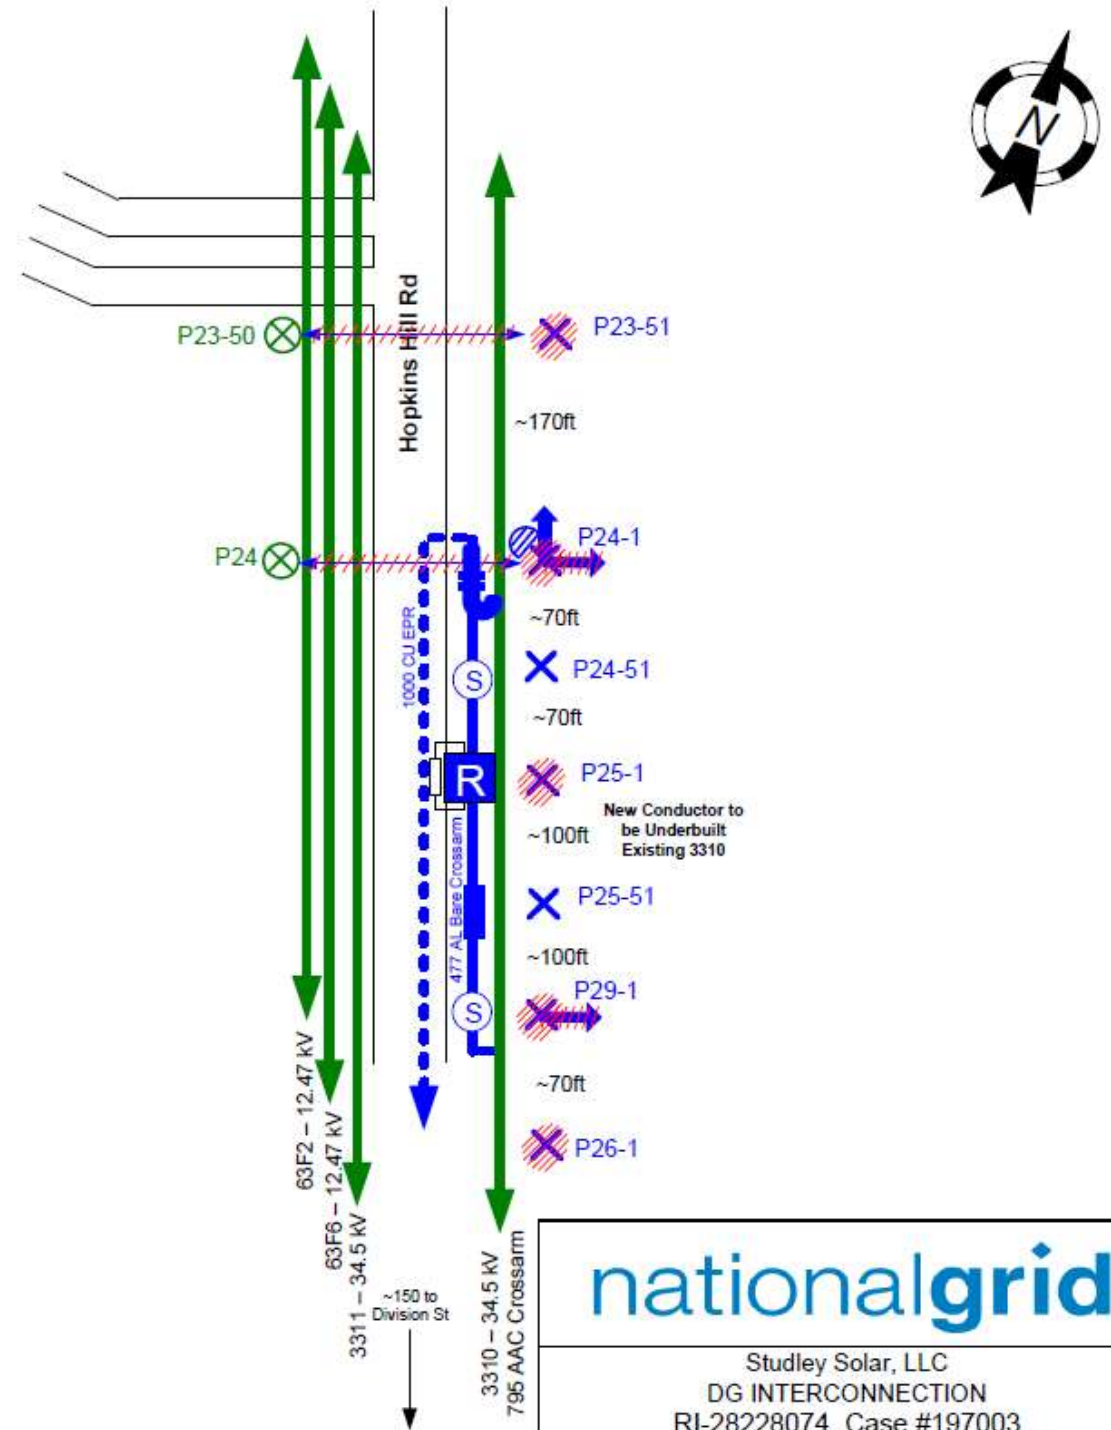 N
Hopkins Hill Rd
P23-50
P23-51
~170ft
P24
P24-1
~70ft
1000 CU EPR
S
P24-51
~70ft
R
P25-1
New Conductor to
be Underbuilt
Existing 3310
~100ft
477 AL Bare Crossarm
P25-51
~100ft
P29-1
S
~70ft
P26-1
63F2 – 12.47 kV
63F6 – 12.47 kV
3311 – 34.5 kV
~150 to
Division St
3310 – 34.5 kV
795 AAC Crossarm
nationalgrid
Studley Solar, LLC
DG INTERCONNECTION
RI-28228074 Case #197003